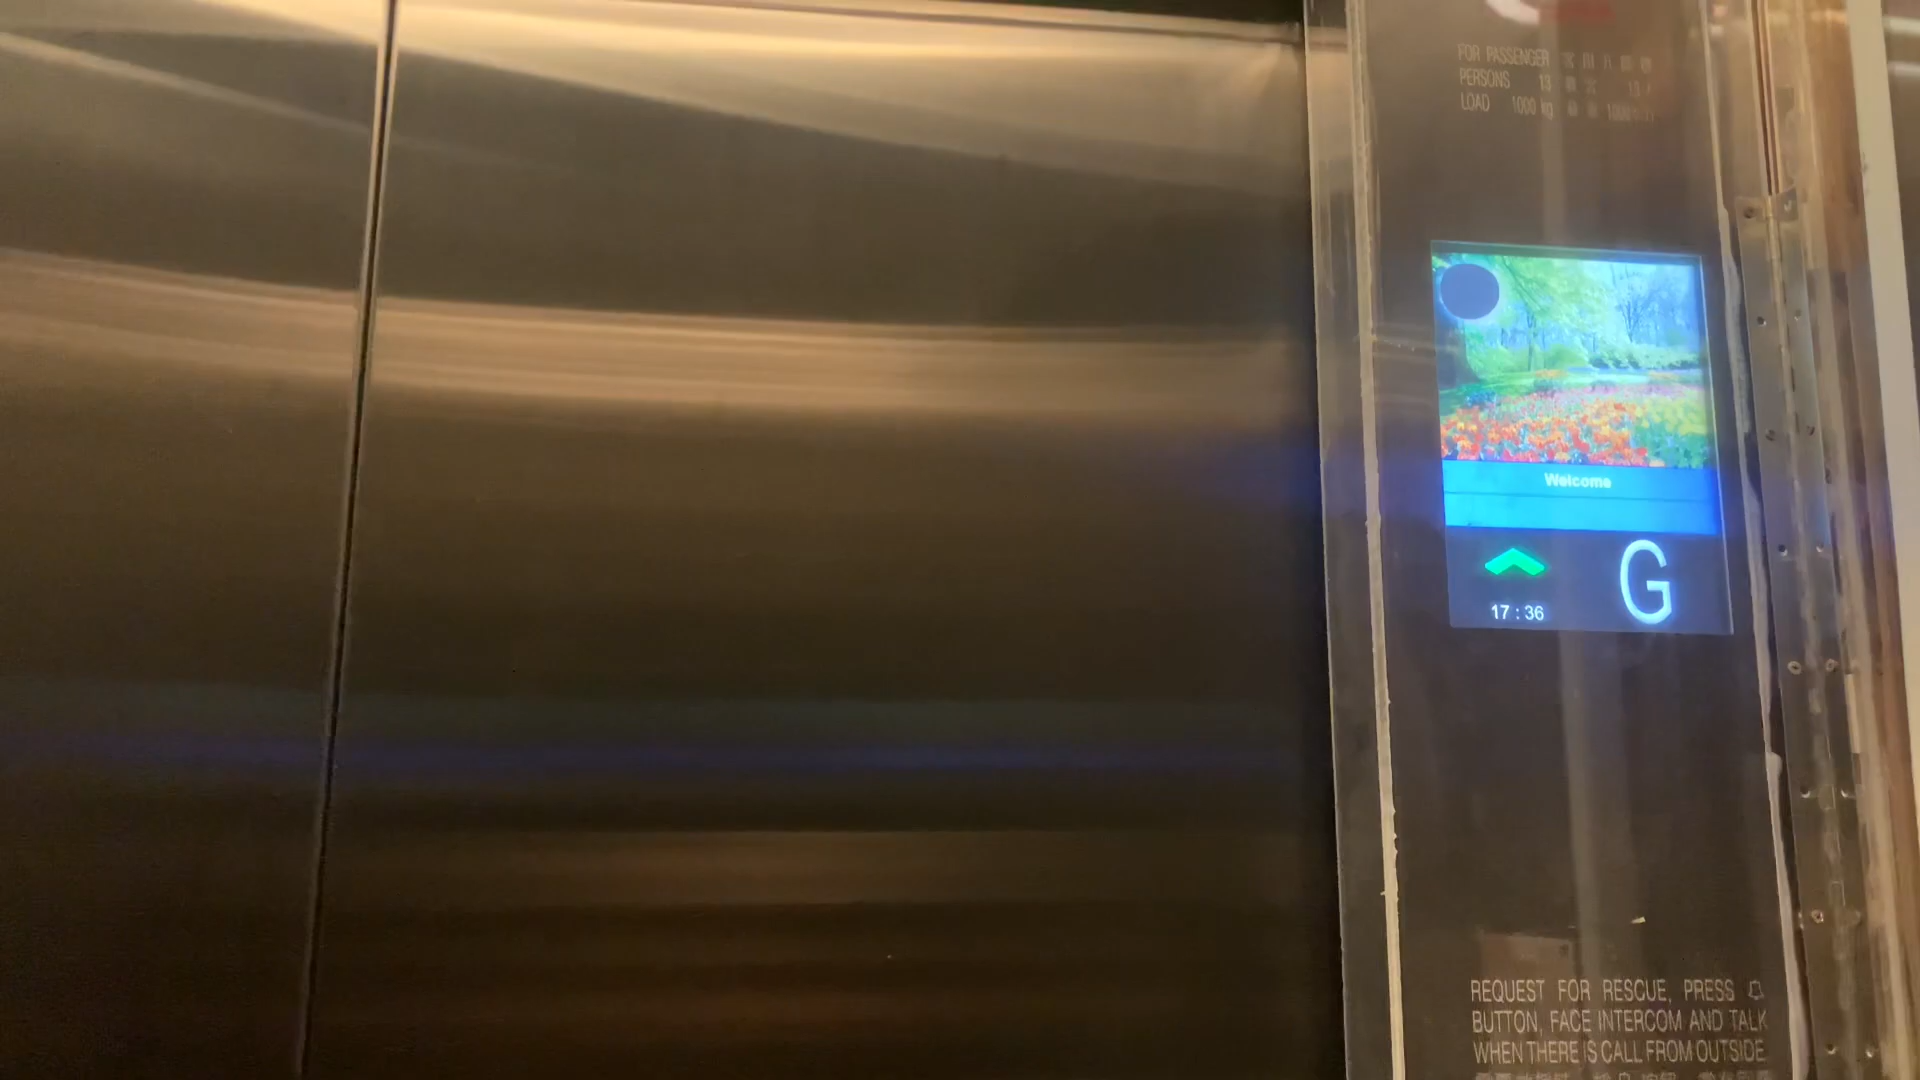 FOR PASSENGER
PERSONS 13
LOAD 1000 kg
Welcome
G
17 : 36
REQUEST FOR RESCUE, PRESS
BUTTON, FACE INTERCOM AND TALK
WHEN THERE IS CALL FROM OUTSIDE